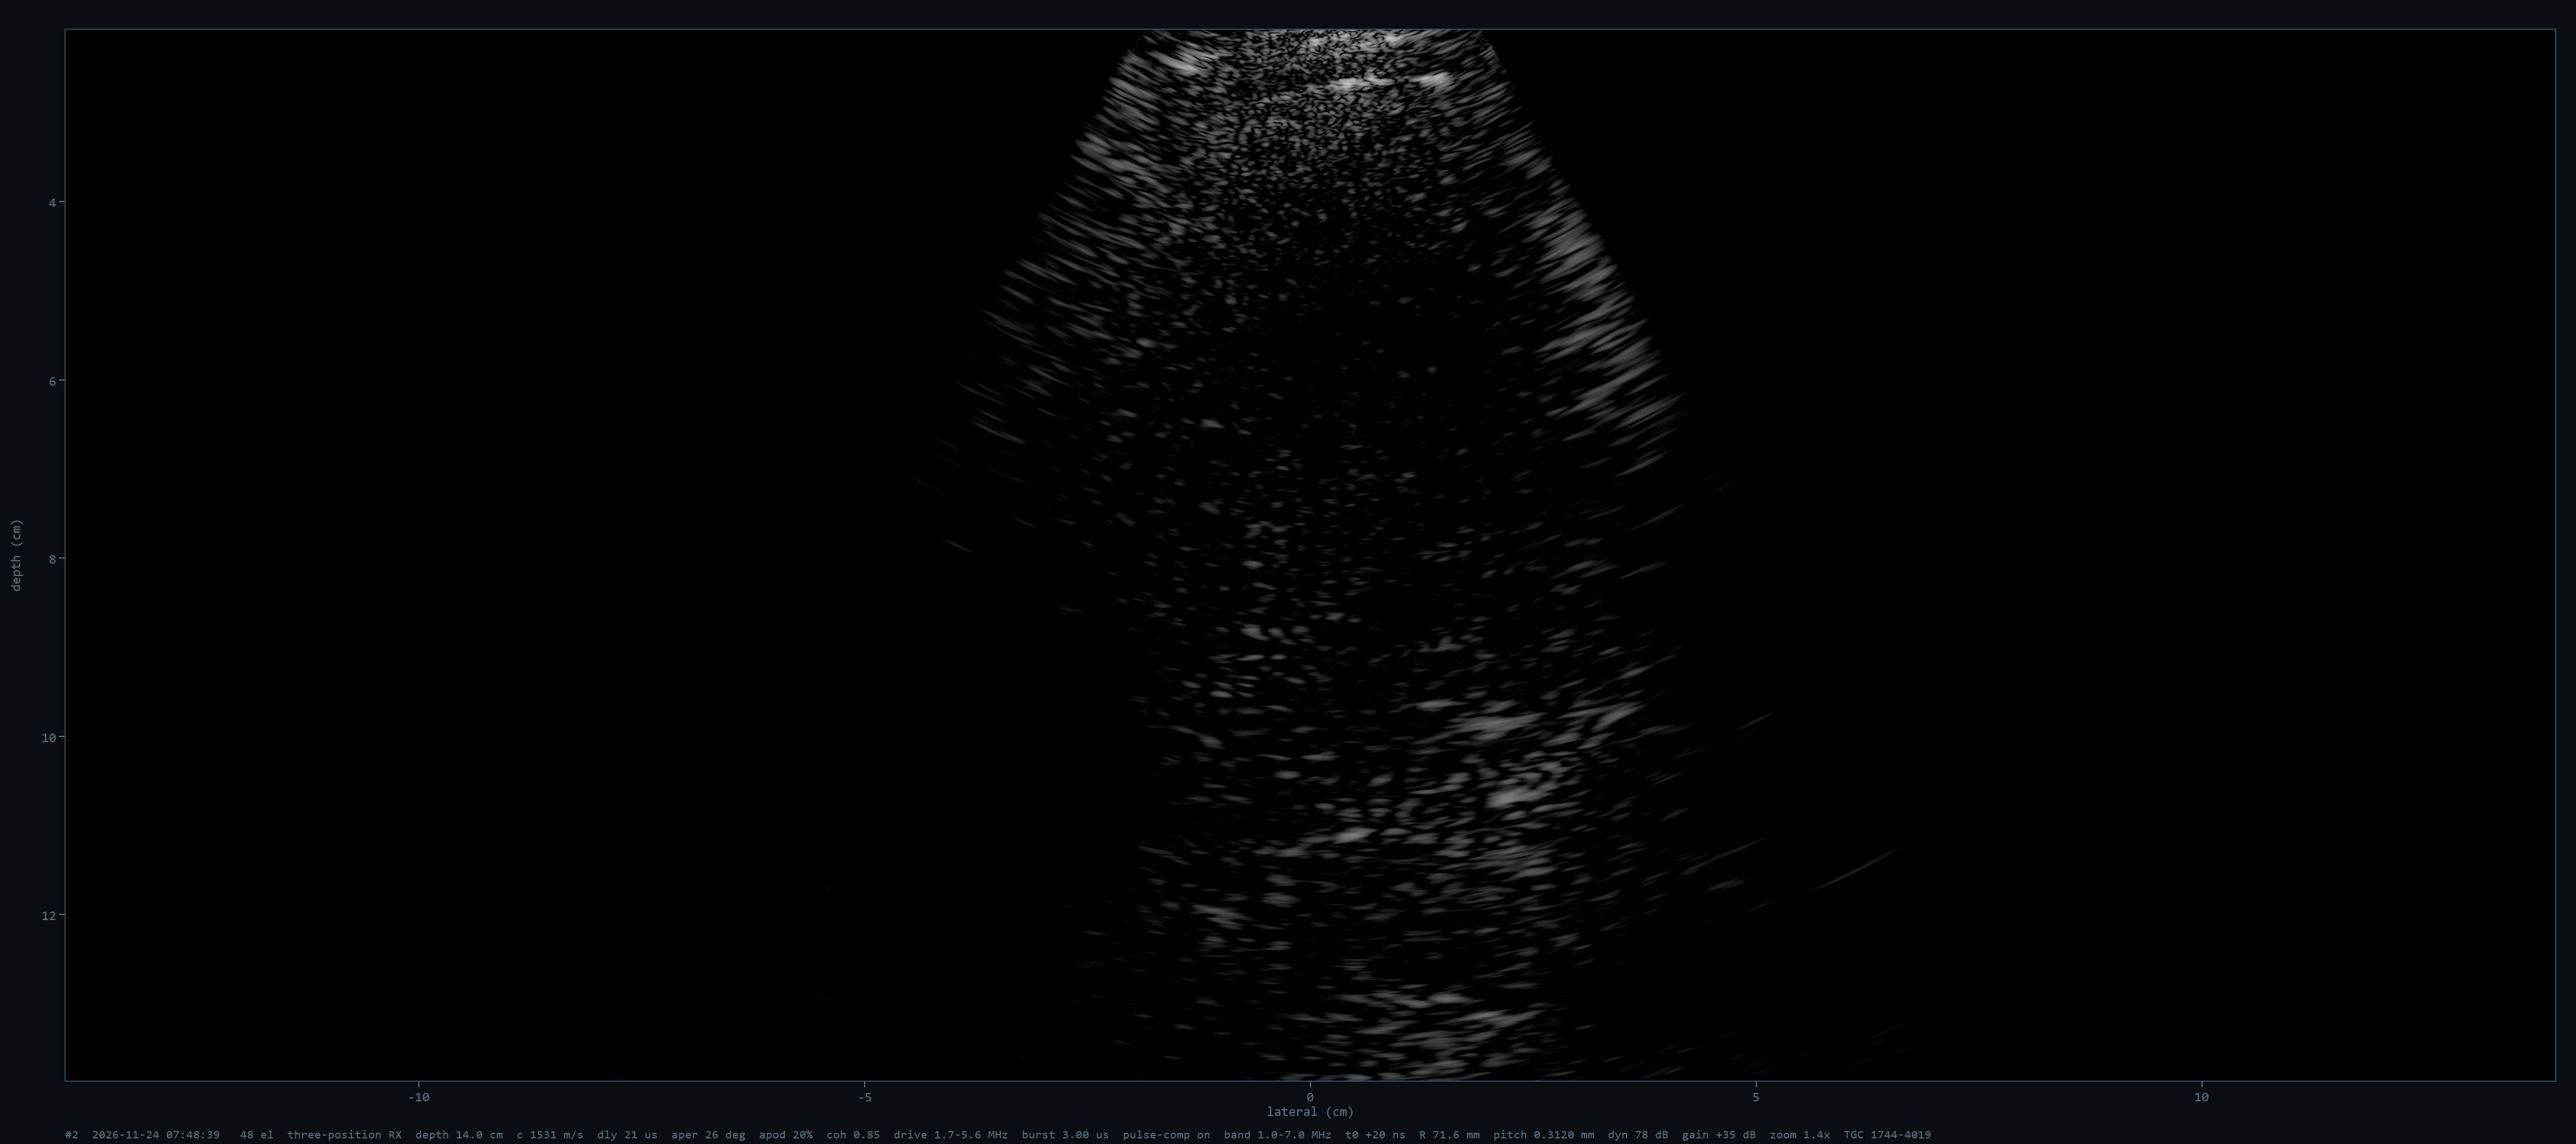 4
6
depth (cm)
8
10
12
-10 -5 0 5 10
lateral (cm)
#2 2026-11-24 07:48:39 48 el three-position RX depth 14.0 cm c 1531 m/s dly 21 us aper 26 deg apod 20% coh 0.85 drive 1.7-5.6 MHz burst 3.00 us pulse-comp on band 1.0-7.0 MHz t0 +20 ns R 71.6 mm pitch 0.3120 mm dyn 78 dB gain +35 dB zoom 1.4x TGC 1744-4019